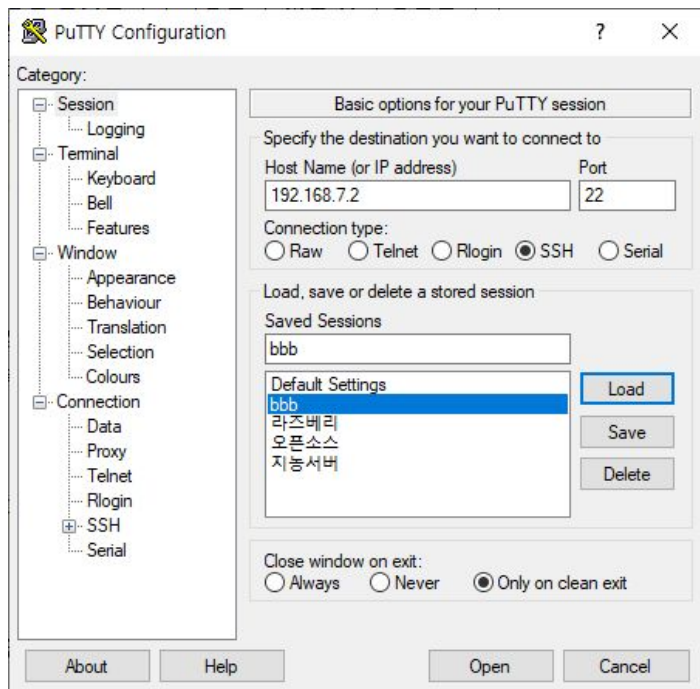 PuTTY Configuration
Category:
Session
Logging
Terminal
Keyboard
Bell
Features
Window
Appearance
Behaviour
Translation
Selection
Colours
Connection
Data
Proxy
Telnet
Rlogin
SSH
Serial
Basic options for your PuTTY session
Specify the destination you want to connect to
Host Name (or IP address) Port
192.168.7.2 22
Connection type:
Raw Telnet Rlogin SSH Serial
Load, save or delete a stored session
Saved Sessions
bbb
Default Settings
bbb
라즈베리
오픈소스
지농서버
Load
Save
Delete
Close window on exit:
Always Never Only on clean exit
About Help Open Cancel